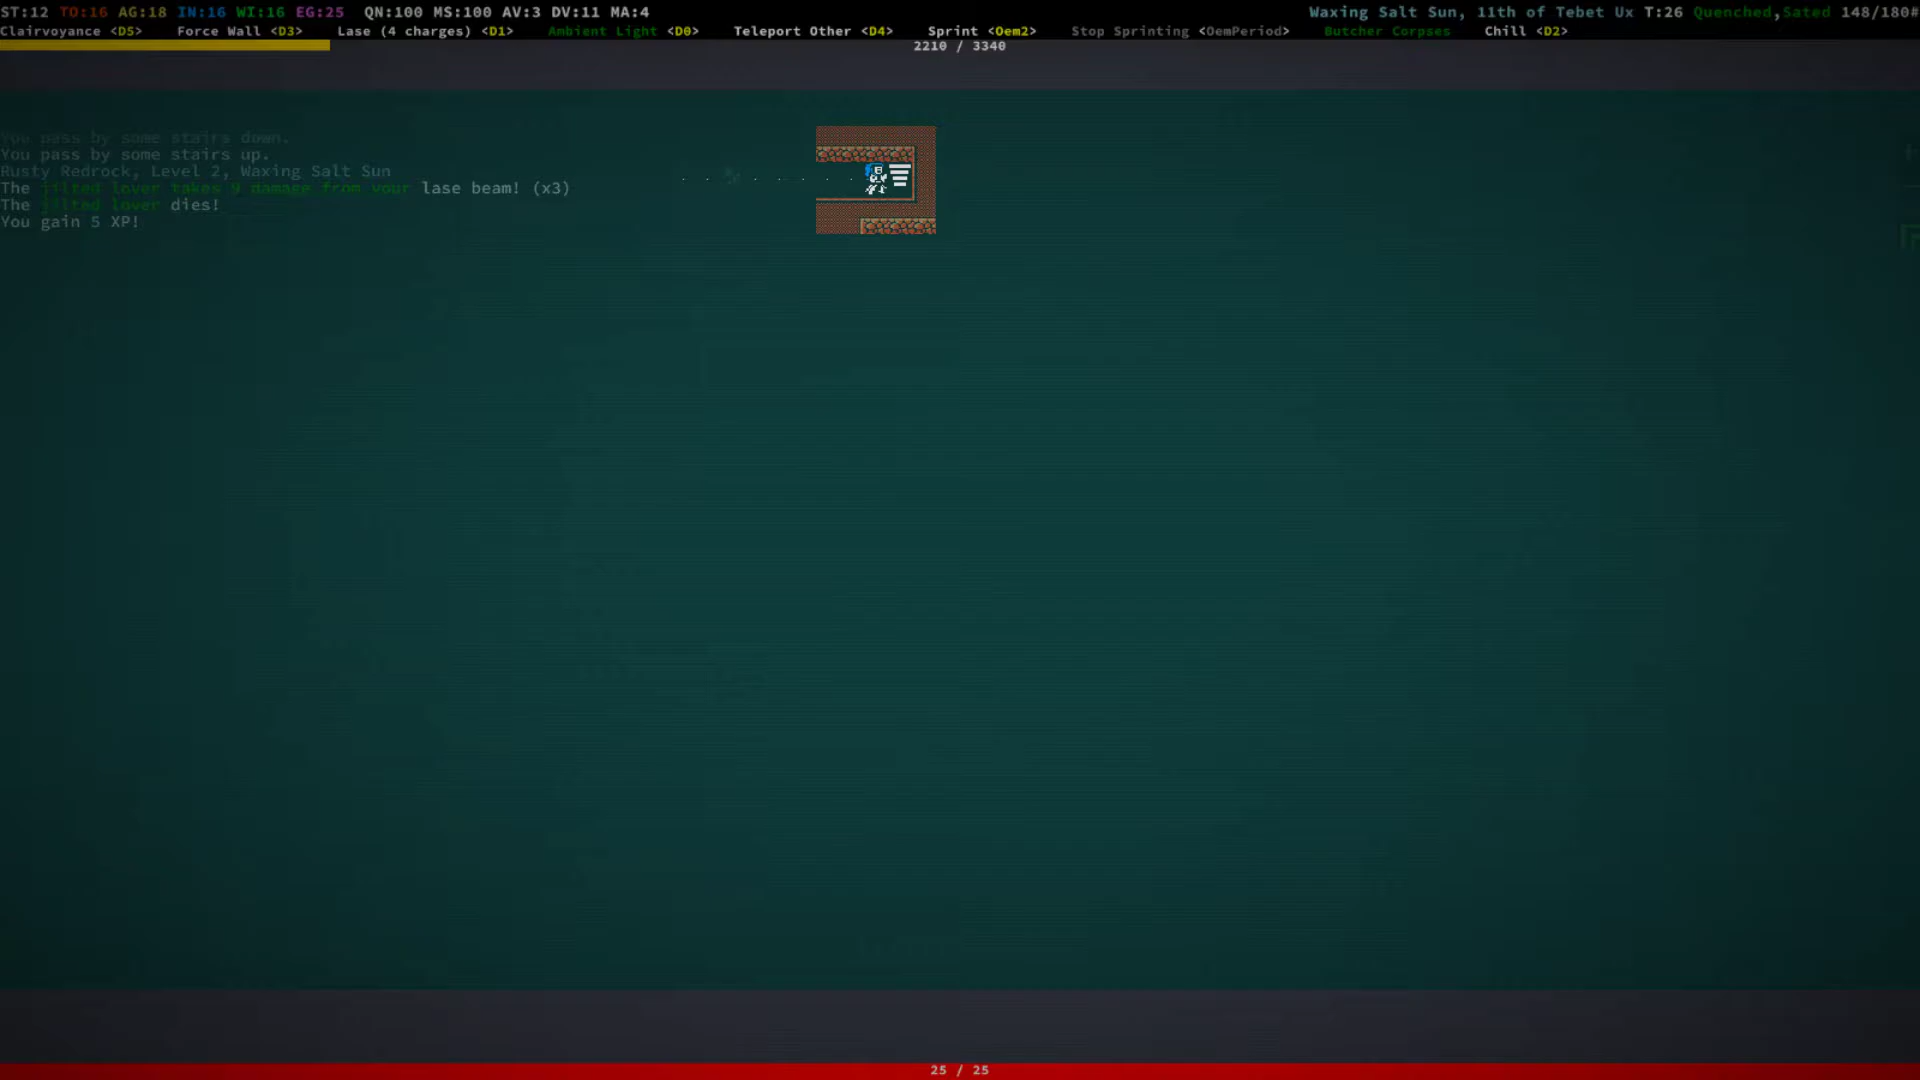 ST:12 TO:16 AG:18 IN:16 WI:16 EG:25 QN:100 MS:100 AV:3 DV:11 MA:4 Waxing Salt Sun, 11th of Tebet Ux T:26 Quenched,Sated 148/180#
Clairvoyance <D5> Force Wall <D3> Lase (4 charges) <D1> Ambient Light <D0> Teleport Other <D4> Sprint <Oem2> Stop Sprinting <OemPeriod> Butcher Corpses Chill <D2>
2210 / 3340
You pass by some stairs down.
You pass by some stairs up.
Rusty Redrock, Level 2, Waxing Salt Sun
The jilted lover takes 9 damage from your lase beam! (x3)
The jilted lover dies!
You gain 5 XP!
25 / 25